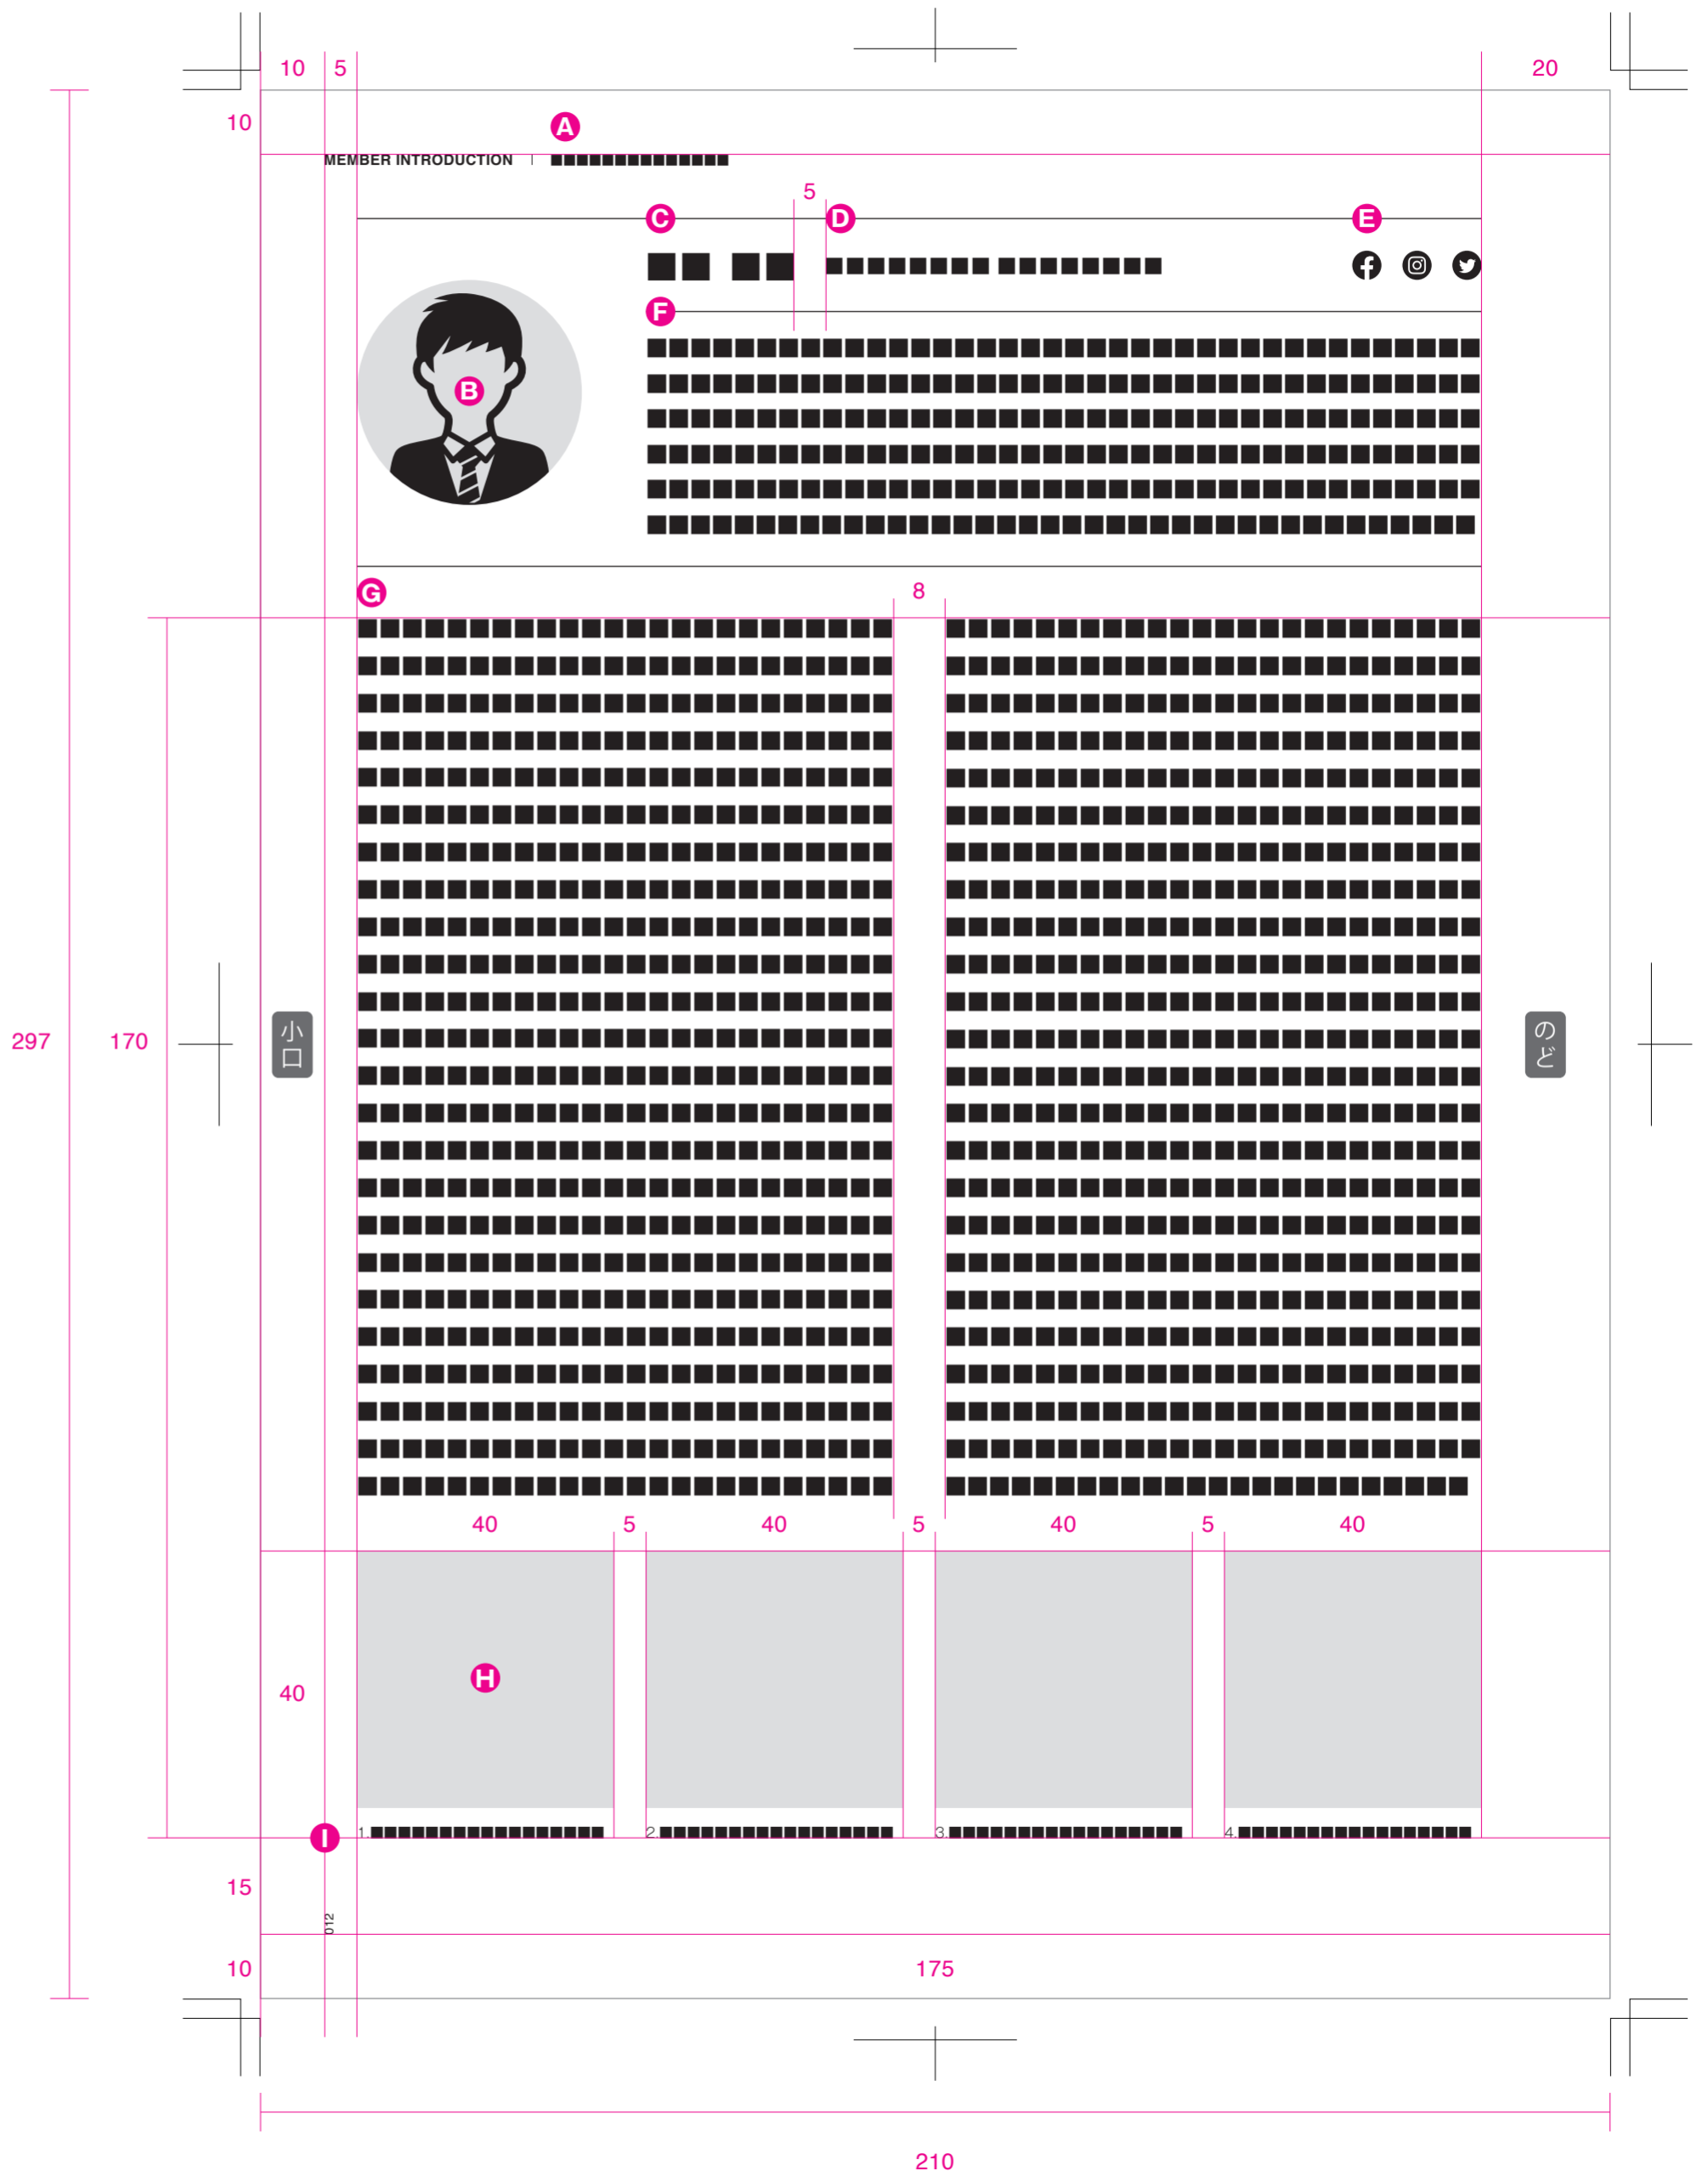 10 5 20
10
A
MEMBER INTRODUCTION | ■■■■■■■■■■■■■■
5
C D E
F
B
G 8
297 170
小口
のど
40 5 40 5 40 5 40
40
H
I
1. 2. 3. 4.
15
012
10 175
210